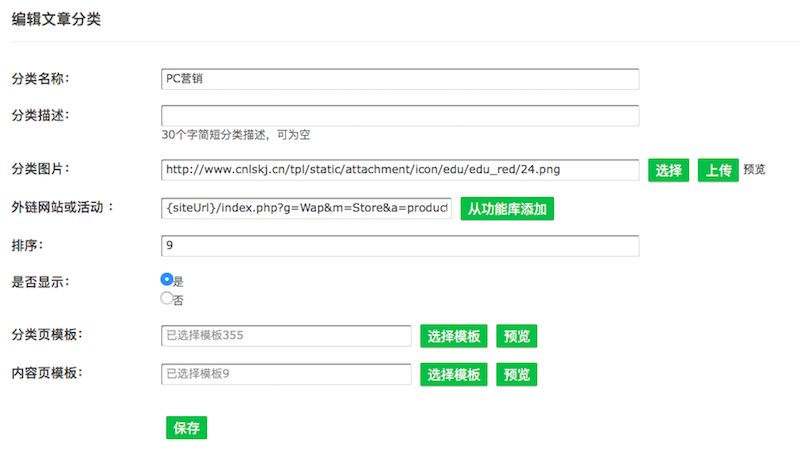 编辑文章分类
分类名称： PC营销
分类描述：
30个字简短分类描述，可为空
分类图片： http://www.cnlskj.cn/tpl/static/attachment/icon/edu/edu_red/24.png 选择 上传 预览
外链网站或活动： {siteUrl}/index.php?g=Wap&m=Store&a=product 从功能库添加
排序： 9
是否显示： 是
否
分类页模板： 已选择模板355 选择模板 预览
内容页模板： 已选择模板9 选择模板 预览
保存